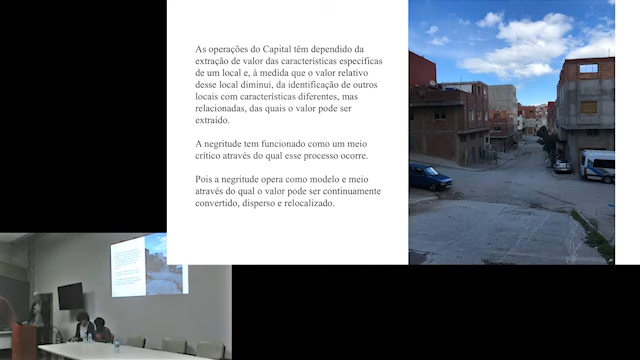 As operações do Capital têm dependido da
extração de valor das características específicas
de um local e, à medida que o valor relativo
desse local diminui, da identificação de outros
locais com características diferentes, mas
relacionadas, das quais o valor pode ser
extraído.
A negritude tem funcionado como um meio
crítico através do qual esse processo ocorre.
Pois a negritude opera como modelo e meio
através do qual o valor pode ser continuamente
convertido, disperso e relocalizado.